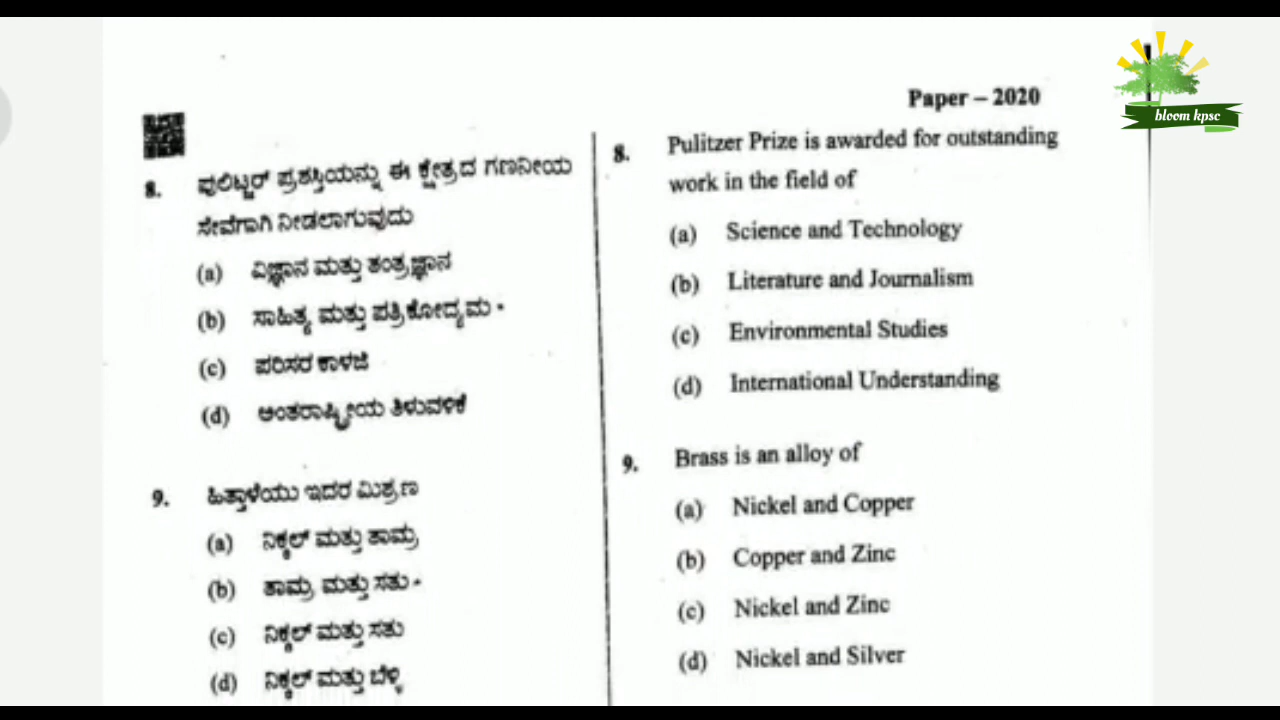 Paper – 2020
bloom kpsc
8. ಪುಲಿಟ್ಜರ್ ಪ್ರಶಸ್ತಿಯನ್ನು ಈ ಕ್ಷೇತ್ರದ ಗಣನೀಯ
ಸೇವೆಗಾಗಿ ನೀಡಲಾಗುವುದು
(a) ವಿಜ್ಞಾನ ಮತ್ತು ತಂತ್ರಜ್ಞಾನ
(b) ಸಾಹಿತ್ಯ ಮತ್ತು ಪತ್ರಿಕೋದ್ಯಮ
(c) ಪರಿಸರ ಕಾಳಜಿ
(d) ಅಂತರಾಷ್ಟ್ರೀಯ ತಿಳುವಳಿಕೆ
9. ಹಿತ್ತಾಳೆಯು ಇದರ ಮಿಶ್ರಣ
(a) ನಿಕ್ಕಲ್ ಮತ್ತು ತಾಮ್ರ
(b) ತಾಮ್ರ ಮತ್ತು ಸತು
(c) ನಿಕ್ಕಲ್ ಮತ್ತು ಸತು
(d) ನಿಕ್ಕಲ್ ಮತ್ತು ಬೆಳ್ಳಿ
8. Pulitzer Prize is awarded for outstanding
work in the field of
(a) Science and Technology
(b) Literature and Journalism
(c) Environmental Studies
(d) International Understanding
9. Brass is an alloy of
(a) Nickel and Copper
(b) Copper and Zinc
(c) Nickel and Zinc
(d) Nickel and Silver